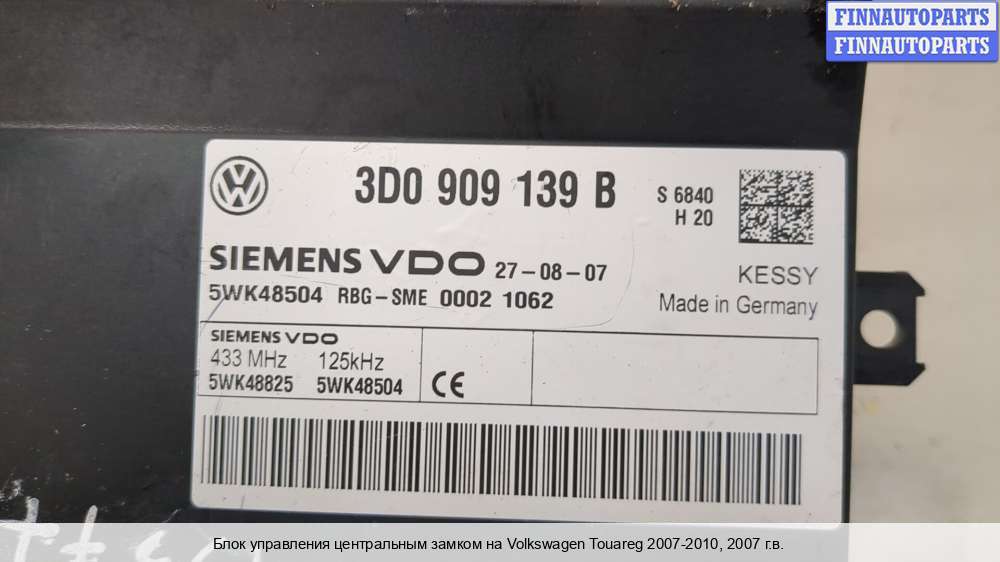 FINNAUTOPARTS
FINNAUTOPARTS
3D0 909 139 B
S 6840
H 20
SIEMENS VDO 27-08-07
KESSY
5WK48504 RBG-SME 0002 1062
Made in Germany
SIEMENS VDO
433 MHz 125kHz
5WK48825 5WK48504
CE
Блок управления центральным замком на Volkswagen Touareg 2007-2010, 2007 г.в.